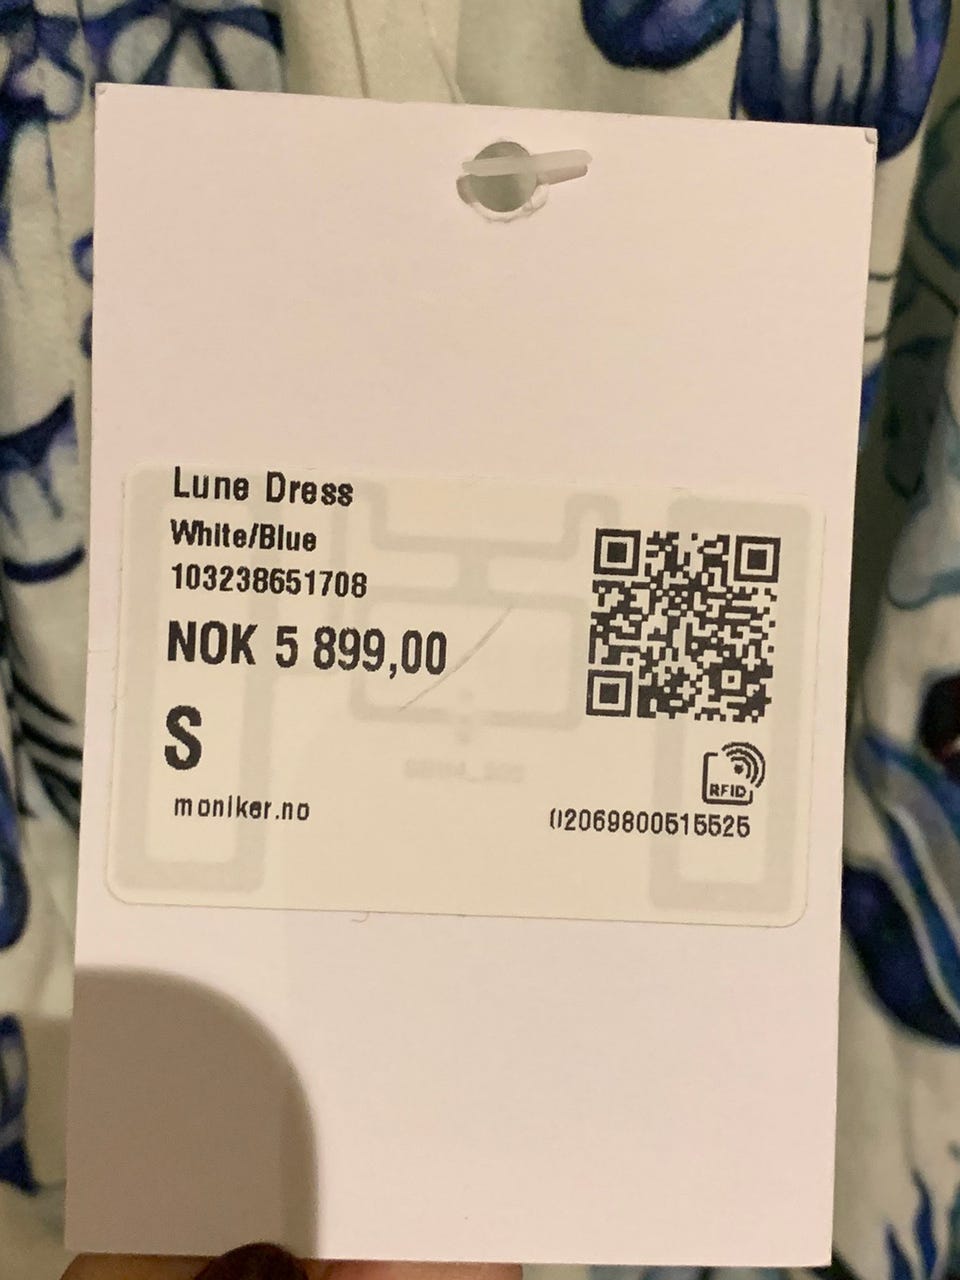 Lune Dress
White/Blue
103238651708
NOK 5 899,00
S
RFID
moniker.no
02069800515525